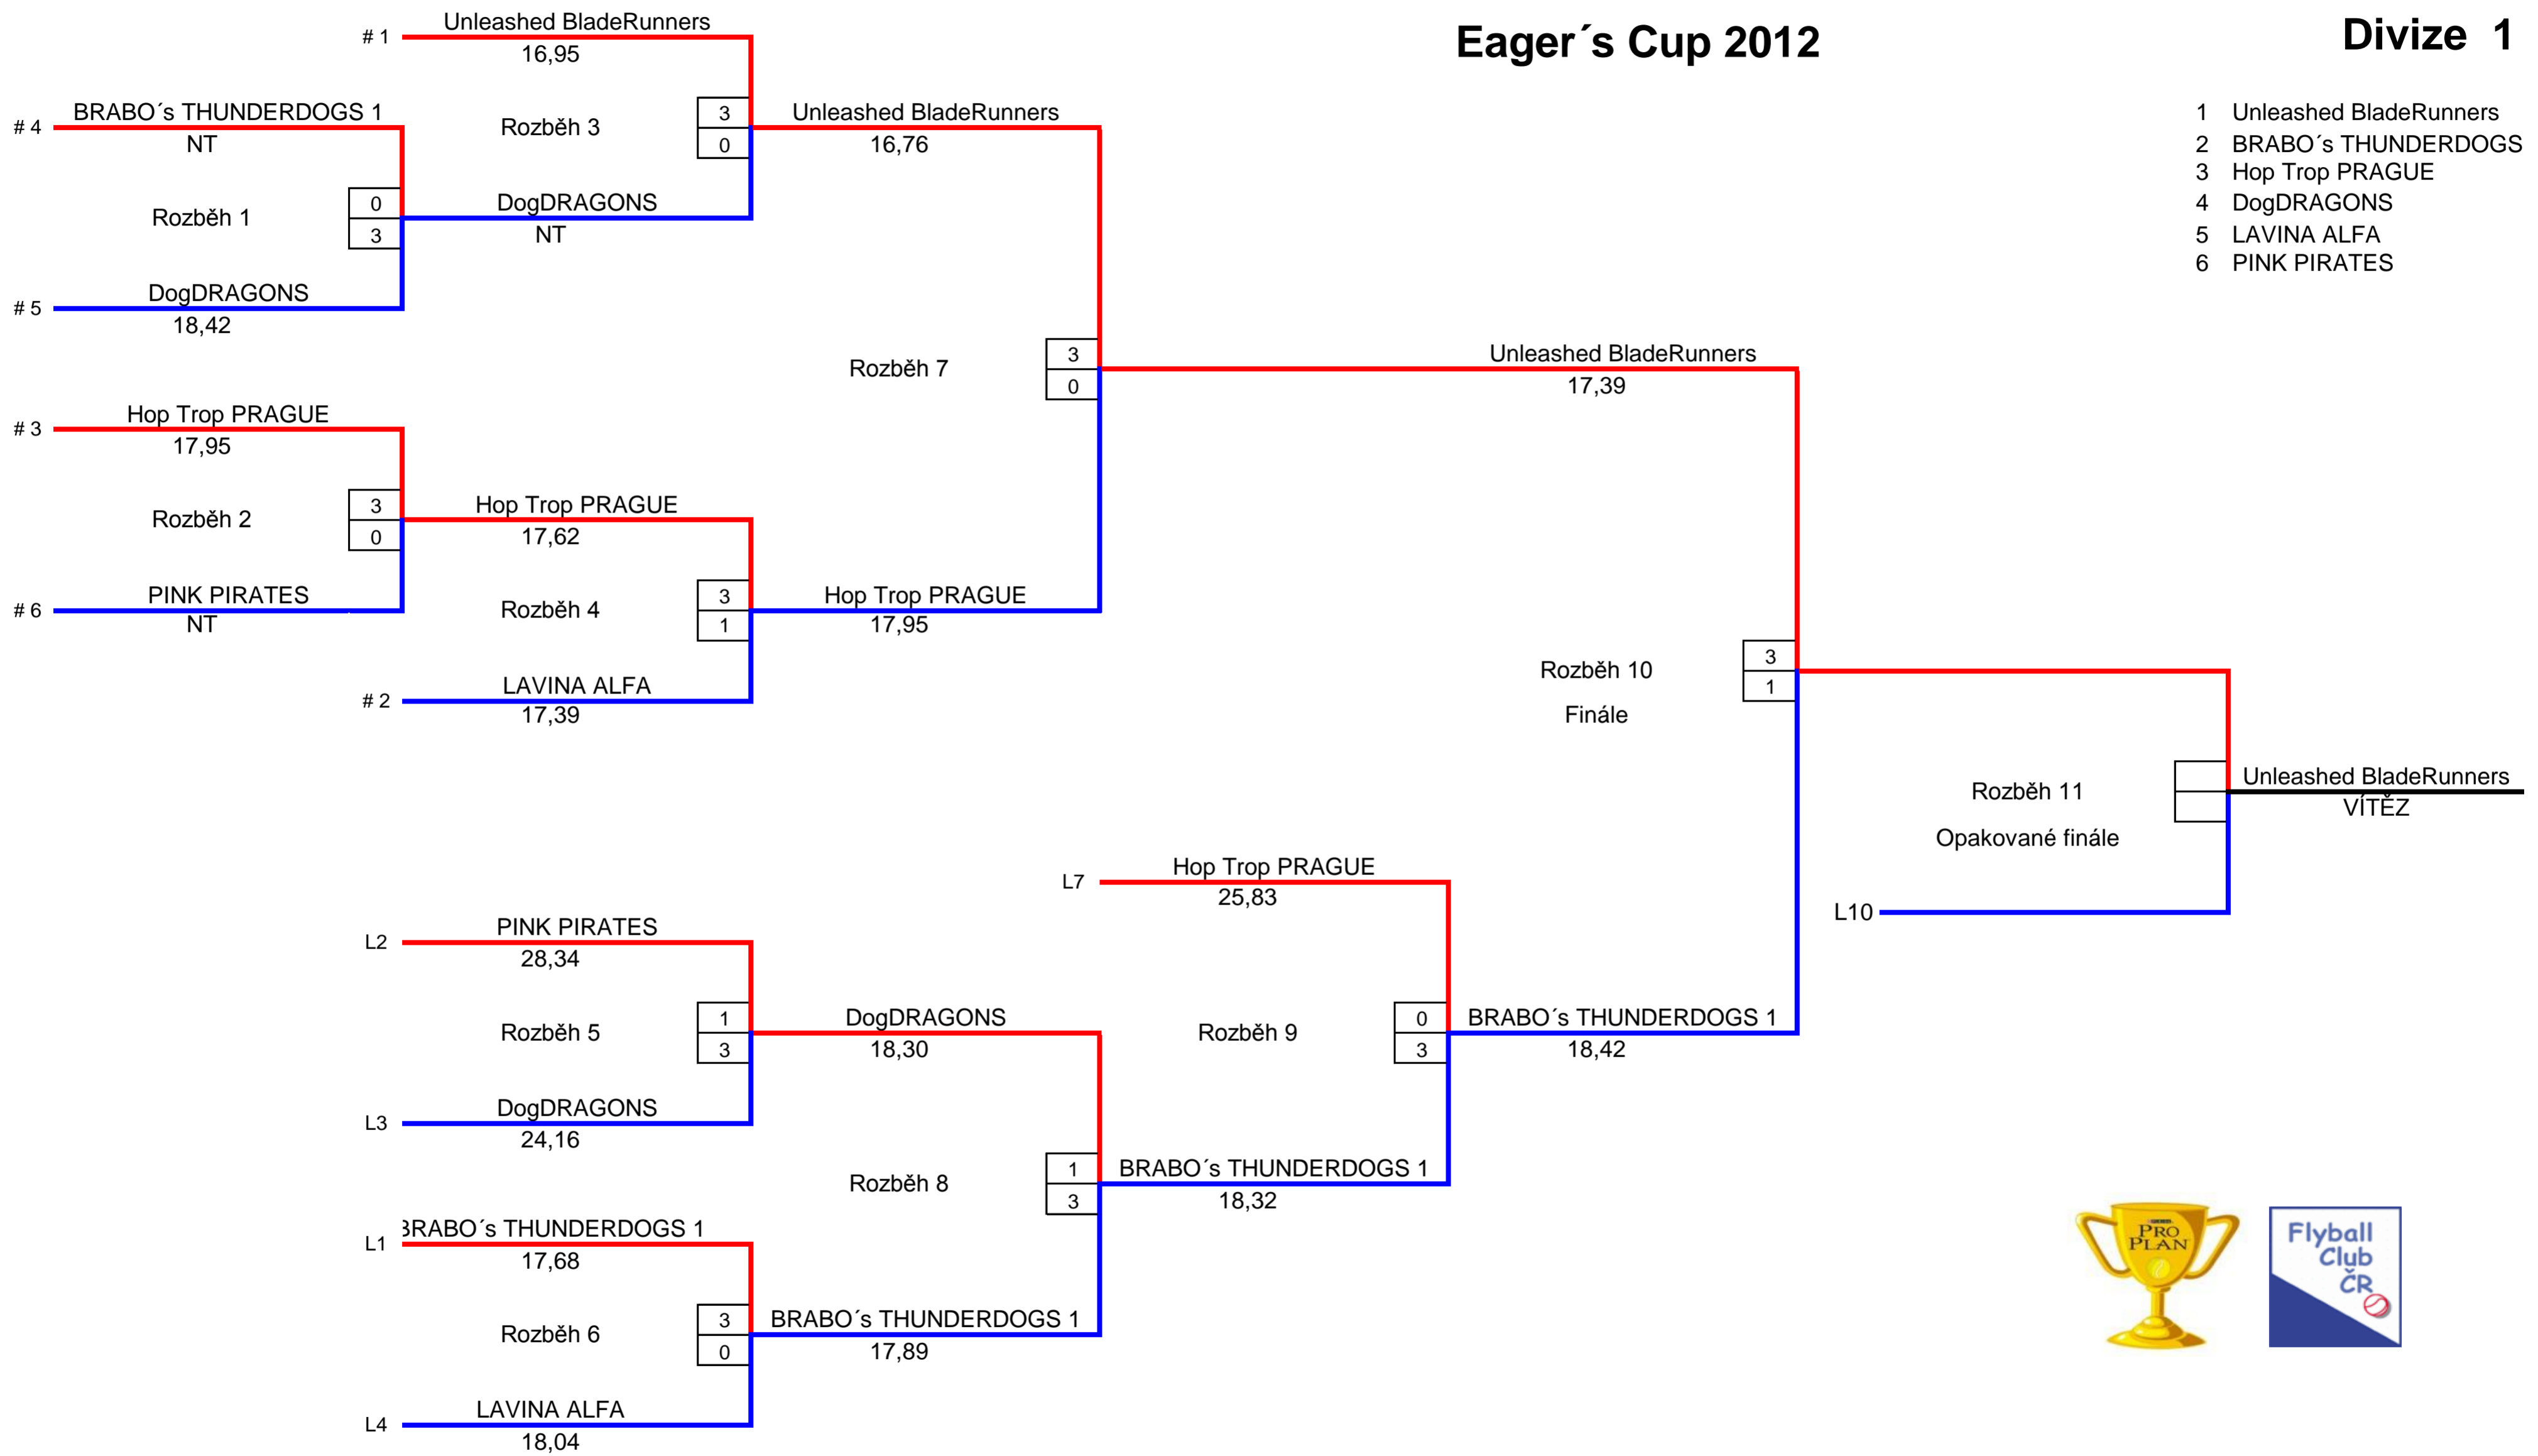 Eager´s Cup 2012
Divize 1
1 Unleashed BladeRunners
2 BRABO´s THUNDERDOGS
3 Hop Trop PRAGUE
4 DogDRAGONS
5 LAVINA ALFA
6 PINK PIRATES
# 1
Unleashed BladeRunners
16,95
# 4
BRABO´s THUNDERDOGS 1
NT
Rozběh 1
0
3
# 5
DogDRAGONS
18,42
Rozběh 3
3
0
DogDRAGONS
NT
Unleashed BladeRunners
16,76
# 3
Hop Trop PRAGUE
17,95
Rozběh 2
3
0
# 6
PINK PIRATES
NT
Hop Trop PRAGUE
17,62
Rozběh 4
3
1
# 2
LAVINA ALFA
17,39
Hop Trop PRAGUE
17,95
Rozběh 7
3
0
Unleashed BladeRunners
17,39
Rozběh 10
Finále
3
1
Rozběh 11
Opakované finále
L10
Unleashed BladeRunners
VÍTĚZ
L7
Hop Trop PRAGUE
25,83
L2
PINK PIRATES
28,34
Rozběh 5
1
3
L3
DogDRAGONS
24,16
DogDRAGONS
18,30
Rozběh 9
0
3
BRABO´s THUNDERDOGS 1
18,42
Rozběh 8
1
3
BRABO´s THUNDERDOGS 1
18,32
L1
BRABO´s THUNDERDOGS 1
17,68
Rozběh 6
3
0
L4
LAVINA ALFA
18,04
BRABO´s THUNDERDOGS 1
17,89
PRO
PLAN
Flyball
Club
ČR